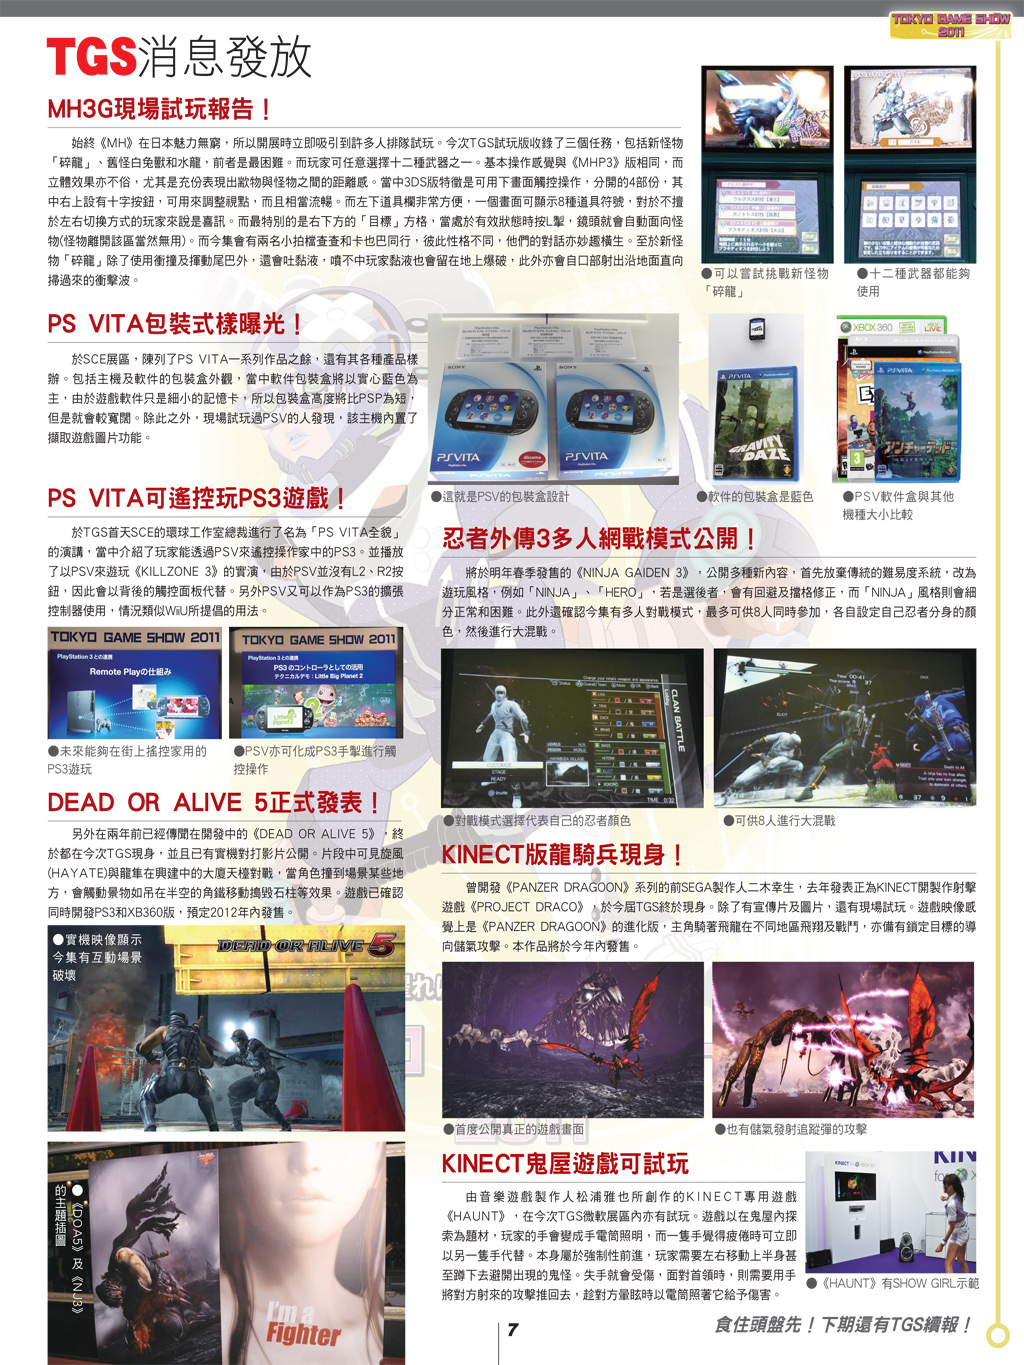 TOKYO GAME SHOW
2011
TGS消息發放
MH3G現場試玩報告！
始終《MH》在日本魅力無窮，所以開展時立即吸引到許多人排隊試玩。今次TGS試玩版收錄了三個任務，包括新怪物
「碎龍」、舊怪白兔獸和水龍，前者是最困難。而玩家可任意選擇十二種武器之一。基本操作感覺與《MHP3》版相同，而
立體效果亦不俗，尤其是充份表現出歡物與怪物之間的距離感。當中3DS版特徵是可用下畫面觸控操作，分開的4部份，其
中右上設有十字按鈕，可用來調整視點，而且相當流暢。而左下道具欄非常方便，一個畫面可顯示8種道具符號，對於不擅
於左右切換方式的玩家來說是喜訊。而最特別的是右下方的「目標」方格，當處於有效狀態時按L掣，鏡頭就會自動面向怪
物(怪物離開該區當然無用)。而今集會有兩名小拍檔查查和卡也巴同行，彼此性格不同，他們的對話亦妙趣橫生。至於新怪
物「碎龍」除了使用衝撞及揮動尾巴外，還會吐黏液，噴不中玩家黏液也會留在地上爆破，此外亦會自口部射出沿地面直向
掃過來的衝擊波。
●可以嘗試挑戰新怪物
「碎龍」
●十二種武器都能夠
使用
PS VITA包裝式樣曝光！
於SCE展區，陳列了PS VITA一系列作品之餘，還有其各種產品樣
辦。包括主機及軟件的包裝盒外觀，當中軟件包裝盒將以實心藍色為
主，由於遊戲軟件只是細小的記憶卡，所以包裝盒高度將比PSP為短，
但是就會較寬闊。除此之外，現場試玩過PSV的人發現，該主機內置了
擷取遊戲圖片功能。
SONY
SONY
PSVITA
PSVITA
PSVITA
GRAVITY
DAZE
XBOX 360
LIVE
PSVITA
アンチャーテッド
●這就是PSV的包裝盒設計
●軟件的包裝盒是藍色
●PSV軟件盒與其他
機種大小比較
PS VITA可遙控玩PS3遊戲！
於TGS首天SCE的環球工作室總裁進行了名為「PS VITA全貌」
的演講，當中介紹了玩家能透過PSV來遙控操作家中的PS3。並播放
了以PSV來遊玩《KILLZONE 3》的實演，由於PSV並沒有L2、R2按
鈕，因此會以背後的觸控面板代替。另外PSV又可以作為PS3的擴張
控制器使用，情況類似WiiU所提倡的用法。
TOKYO GAME SHOW 2011
PlayStation 3 との連携
Remote Playの仕組み
TOKYO GAME SHOW 2011
PlayStation 3 との連携
PS3 のコントローラとしての活用
テクニカルデモ：Little Big Planet 2
●未來能夠在街上搖控家用的
PS3遊玩
●PSV亦可化成PS3手掣進行觸
控操作
忍者外傳3多人網戰模式公開！
將於明年春季發售的《NINJA GAIDEN 3》，公開多種新內容，首先放棄傳統的難易度系統，改為
遊玩風格，例如「NINJA」、「HERO」，若是選後者，會有回避及擋格修正，而「NINJA」風格則會細
分正常和困難。此外還確認今集有多人對戰模式，最多可供8人同時參加，各自設定自己忍者分身的顏
色，然後進行大混戰。
CLAN BATTLE
CUSTOMIZE
STAGE
READY
TIME 0:32
●對戰模式選擇代表自己的忍者顏色
●可供8人進行大混戰
DEAD OR ALIVE 5正式發表！
另外在兩年前已經傳聞在開發中的《DEAD OR ALIVE 5》，終
於都在今次TGS現身，並且已有實機對打影片公開。片段中可見旋風
(HAYATE)與龍隼在興建中的大廈天檯對戰，當角色撞到場景某些地
方，會觸動景物如吊在半空的角鐵移動搗毀石柱等效果。遊戲已確認
同時開發PS3和XB360版，預定2012年內發售。
●實機映像顯示
今集有互動場景
破壞
DEAD OR ALIVE 5
●《DOA5》及《NJ3》
的主題插圖
I'm a
Fighter
KINECT版龍騎兵現身！
曾開發《PANZER DRAGOON》系列的前SEGA製作人二木幸生，去年發表正為KINECT開製作射擊
遊戲《PROJECT DRACO》，於今屆TGS終於現身。除了有宣傳片及圖片，還有現場試玩。遊戲映像感
覺上是《PANZER DRAGOON》的進化版，主角騎著飛龍在不同地區飛翔及戰鬥，亦備有鎖定目標的導
向儲氣攻擊。本作品將於今年內發售。
●首度公開真正的遊戲畫面
●也有儲氣發射追蹤彈的攻擊
KINECT鬼屋遊戲可試玩
由音樂遊戲製作人松浦雅也所創作的KINECT專用遊戲
《HAUNT》，在今次TGS微軟展區內亦有試玩。遊戲以在鬼屋內探
索為題材，玩家的手會變成手電筒照明，而一隻手覺得疲倦時可立即
以另一隻手代替。本身屬於強制性前進，玩家需要左右移動上半身甚
至蹲下去避開出現的鬼怪。失手就會受傷，面對首領時，則需要用手
將對方射來的攻擊推回去，趁對方暈眩時以電筒照著它給予傷害。
●《HAUNT》有SHOW GIRL示範
7
食住頭盤先！下期還有TGS續報！